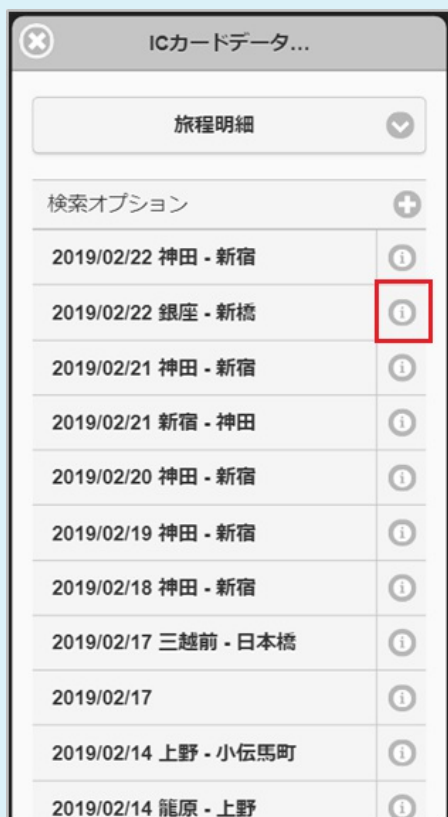 ICカードデータ...
旅程明細
検索オプション
2019/02/22 神田 - 新宿
2019/02/22 銀座 - 新橋
2019/02/21 神田 - 新宿
2019/02/21 新宿 - 神田
2019/02/20 神田 - 新宿
2019/02/19 神田 - 新宿
2019/02/18 神田 - 新宿
2019/02/17 三越前 - 日本橋
2019/02/17
2019/02/14 上野 - 小伝馬町
2019/02/14 籠原 - 上野